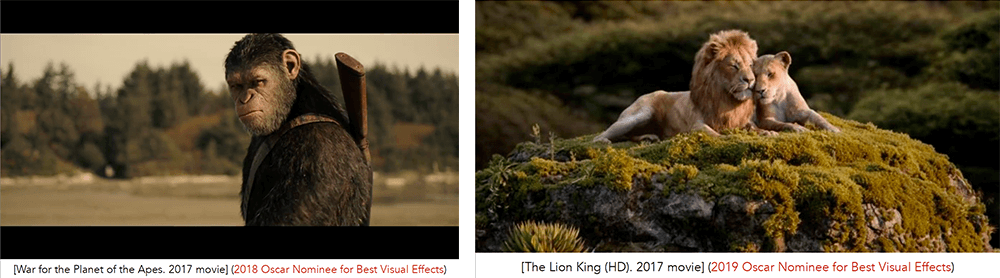 [War for the Planet of the Apes. 2017 movie] (2018 Oscar Nominee for Best Visual Effects)
[The Lion King (HD). 2017 movie] (2019 Oscar Nominee for Best Visual Effects)